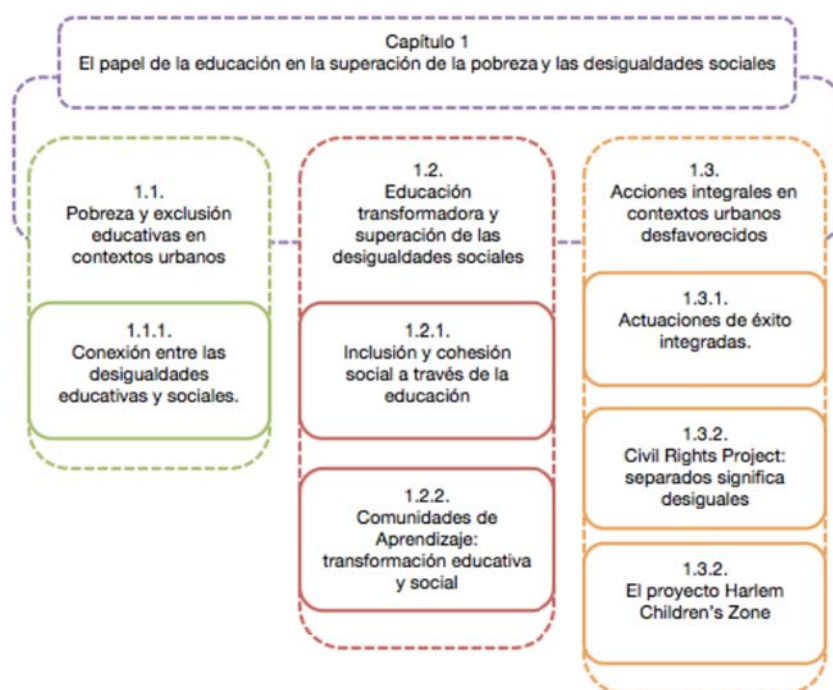 Capítulo 1
El papel de la educación en la superación de la pobreza y las desigualdades sociales
1.1.
Pobreza y exclusión
educativas en
contextos urbanos
1.1.1.
Conexión entre las
desigualdades
educativas y sociales.
1.2.
Educación
transformadora y
superación de las
desigualdades sociales
1.2.1.
Inclusión y cohesión
social a través de la
educación
1.2.2.
Comunidades de
Aprendizaje:
transformación educativa
y social
1.3.
Acciones integrales en
contextos urbanos
desfavorecidos
1.3.1.
Actuaciones de éxito
integradas.
1.3.2.
Civil Rights Project:
separados significa
desiguales
1.3.2.
El proyecto Harlem
Children's Zone